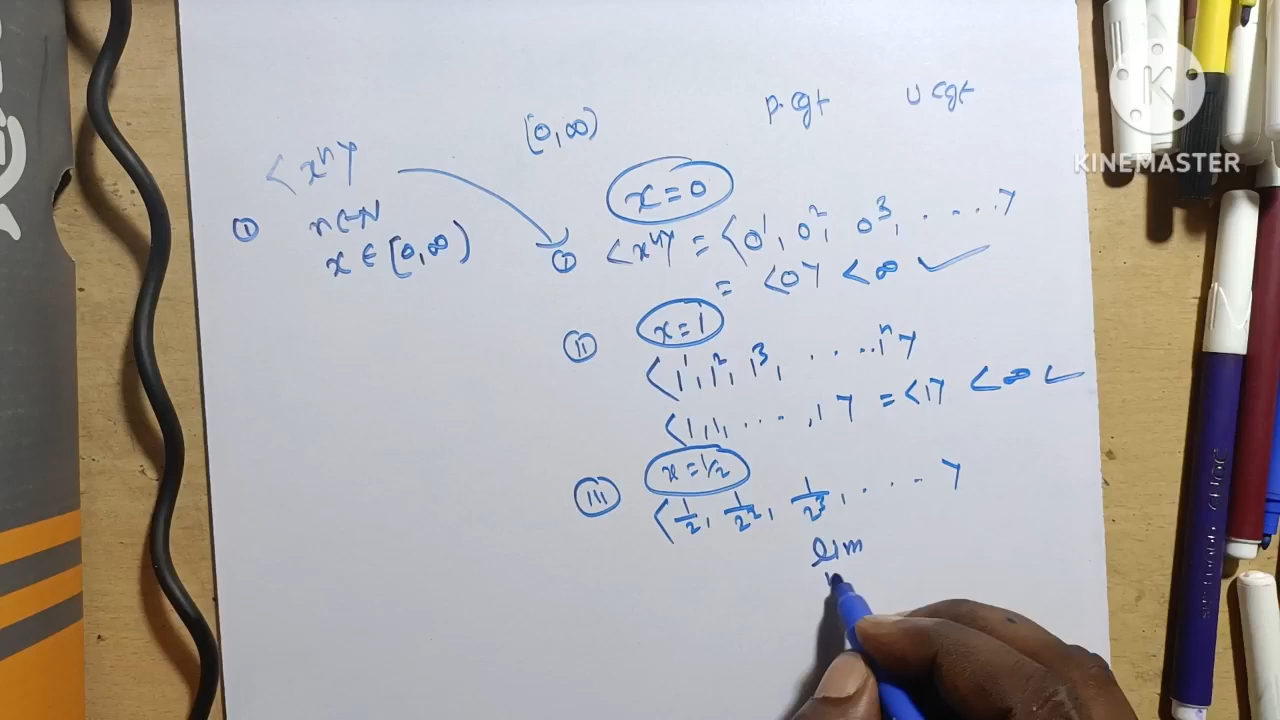 [0,∞) p. cgt U cgt
<xⁿ>
① n∈N
x ∈ [0,∞)
x=0
① <xⁿ> = <0¹, 0², 0³, ....>
= <0> < ∞ ✓
x=1
ⓘⓘ <1¹, 1², 1³, .....1ⁿ>
<1,1, ...., 1> = <1> < ∞ ✓
x=1/2
ⓘⓘⓘ <1/2, 1/2², 1/2³, .....>
lim
KINEMASTER